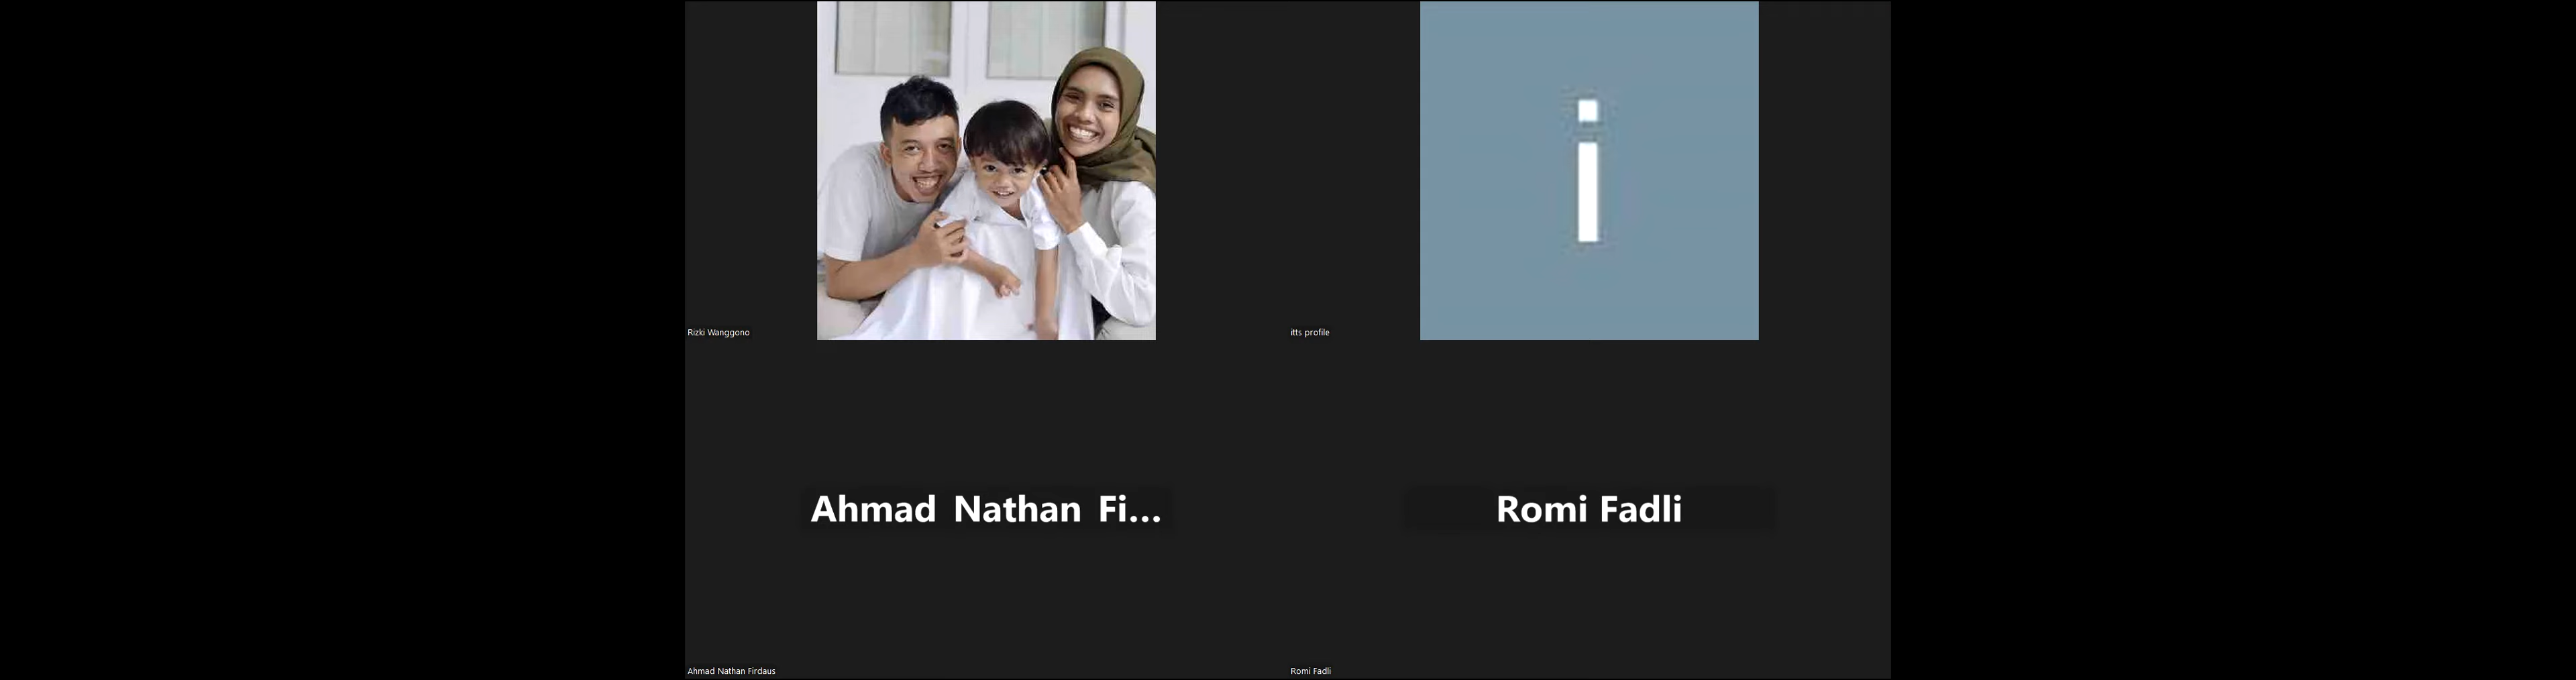 i
Rizki Wanggono
itts profile
Ahmad Nathan Fi...
Romi Fadli
Ahmad Nathan Firdaus
Romi Fadli